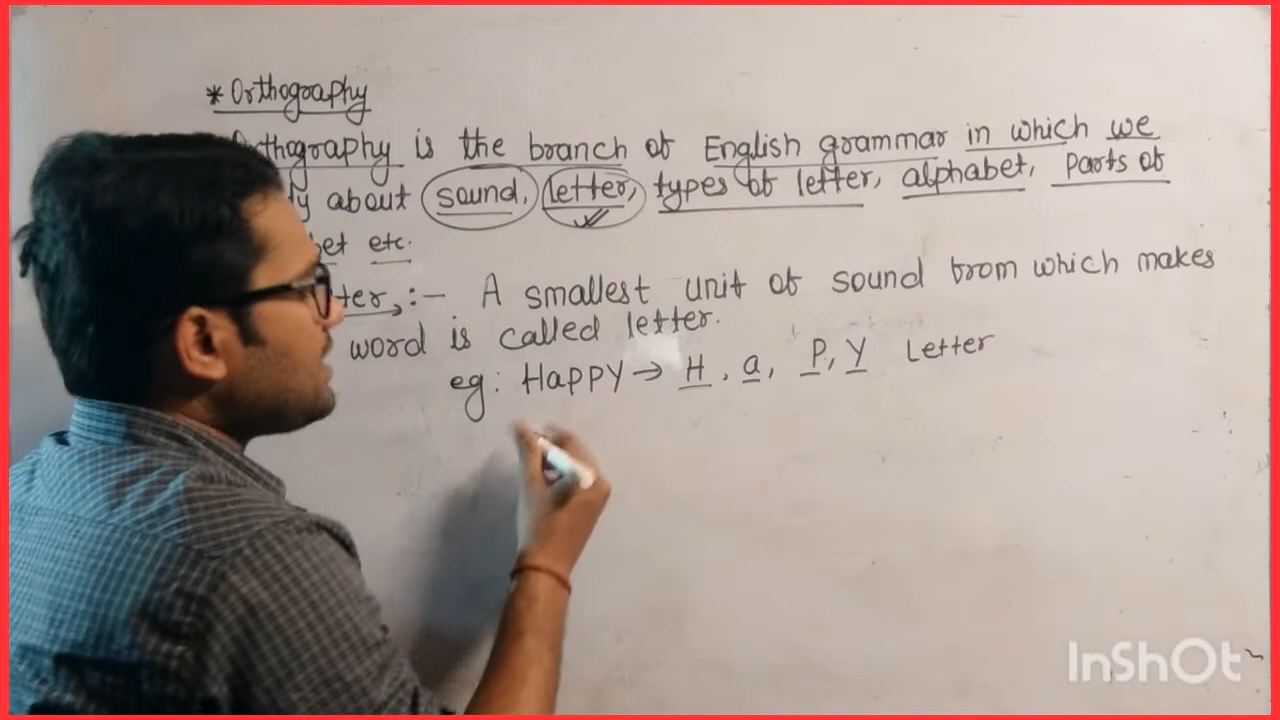 * Orthography
Orthography is the branch of English grammar in which we
about sound, letter, types of letter, alphabet, Parts of
etc.
:- A smallest unit of sound from which makes
word is called letter.
eg: Happy → H, a, P, Y Letter
InShOt